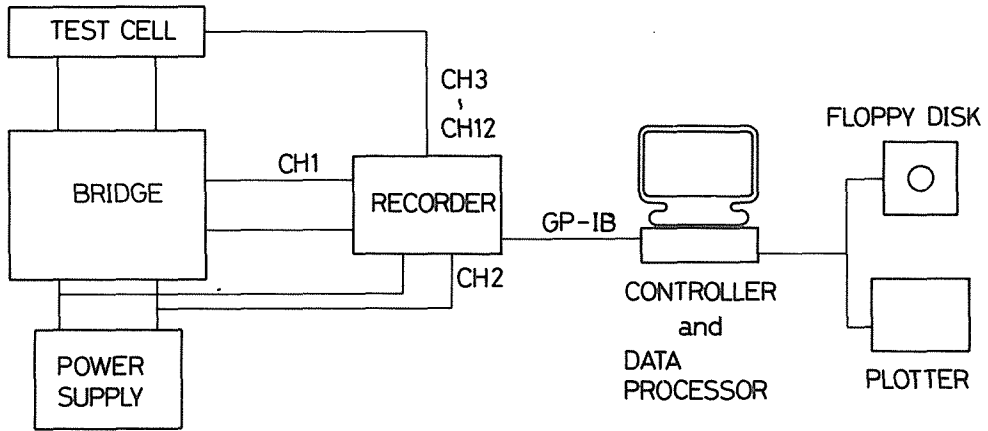 TEST CELL
CH3
~
CH12
FLOPPY DISK
BRIDGE
CH1
RECORDER
GP-IB
CH2
CONTROLLER
and
DATA
PROCESSOR
POWER
SUPPLY
PLOTTER